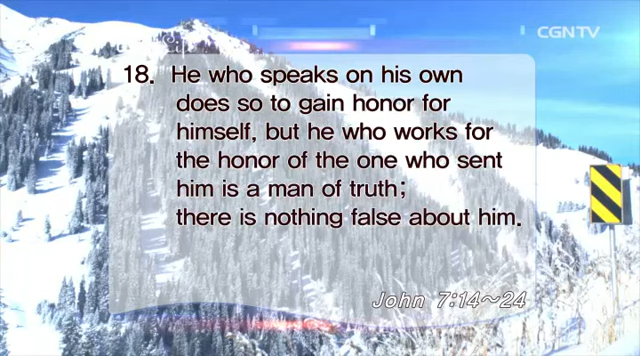 CGNTV
18. He who speaks on his own
does so to gain honor for
himself, but he who works for
the honor of the one who sent
him is a man of truth;
there is nothing false about him.
John 7:14~24